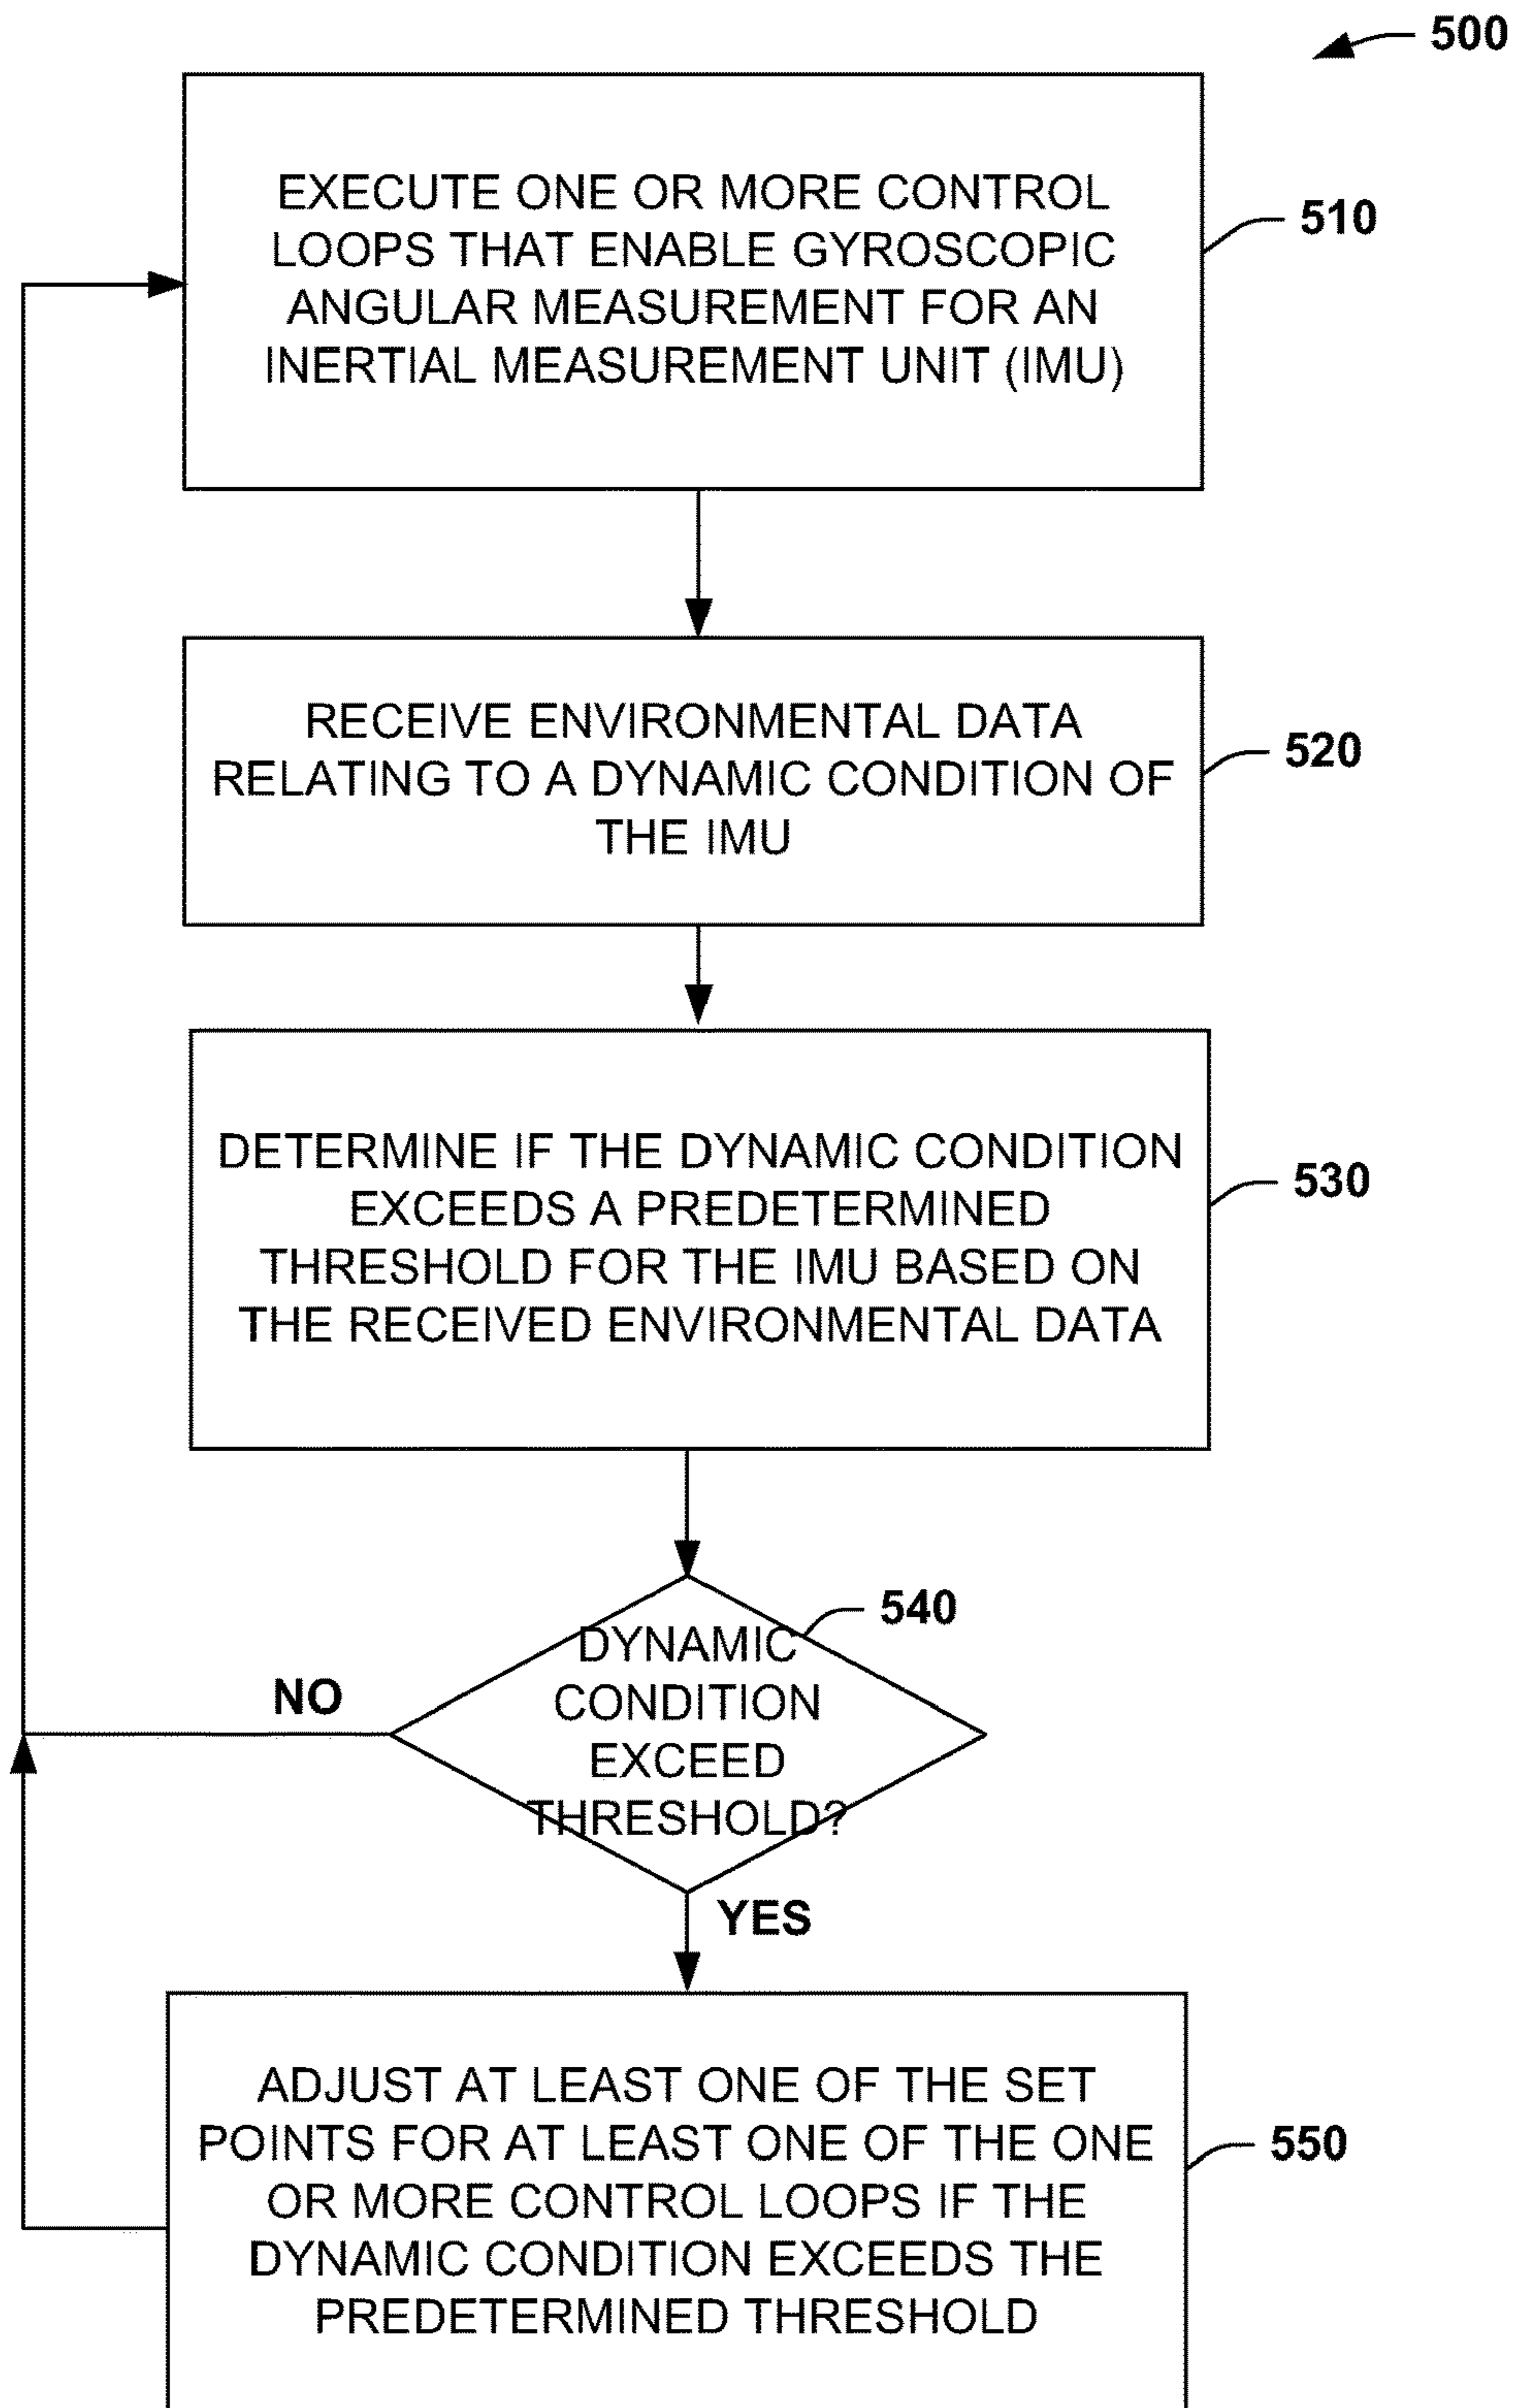 500
EXECUTE ONE OR MORE CONTROL
LOOPS THAT ENABLE GYROSCOPIC
ANGULAR MEASUREMENT FOR AN
INERTIAL MEASUREMENT UNIT (IMU)
510
RECEIVE ENVIRONMENTAL DATA
RELATING TO A DYNAMIC CONDITION OF
THE IMU
520
DETERMINE IF THE DYNAMIC CONDITION
EXCEEDS A PREDETERMINED
THRESHOLD FOR THE IMU BASED ON
THE RECEIVED ENVIRONMENTAL DATA
530
540
DYNAMIC
CONDITION
EXCEED
THRESHOLD?
NO
YES
ADJUST AT LEAST ONE OF THE SET
POINTS FOR AT LEAST ONE OF THE ONE
OR MORE CONTROL LOOPS IF THE
DYNAMIC CONDITION EXCEEDS THE
PREDETERMINED THRESHOLD
550